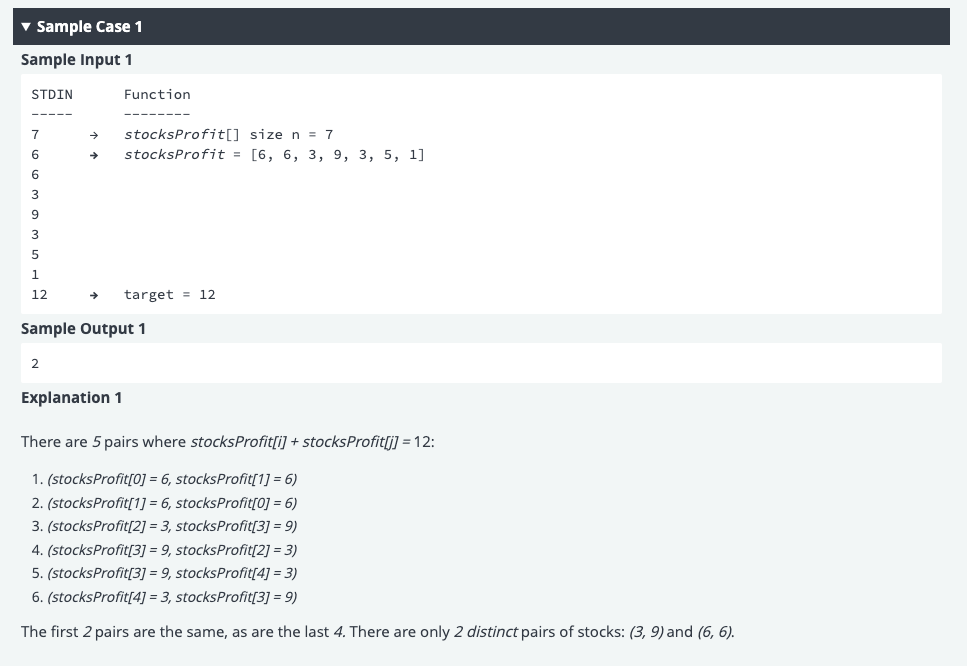 ▼ Sample Case 1
Sample Input 1
STDIN Function
----- --------
7 → stocksProfit[] size n = 7
6 → stocksProfit = [6, 6, 3, 9, 3, 5, 1]
6
3
9
3
5
1
12 → target = 12
Sample Output 1
2
Explanation 1
There are 5 pairs where stocksProfit[i] + stocksProfit[j] = 12:
1. (stocksProfit[0] = 6, stocksProfit[1] = 6)
2. (stocksProfit[1] = 6, stocksProfit[0] = 6)
3. (stocksProfit[2] = 3, stocksProfit[3] = 9)
4. (stocksProfit[3] = 9, stocksProfit[2] = 3)
5. (stocksProfit[3] = 9, stocksProfit[4] = 3)
6. (stocksProfit[4] = 3, stocksProfit[3] = 9)
The first 2 pairs are the same, as are the last 4. There are only 2 distinct pairs of stocks: (3, 9) and (6, 6).